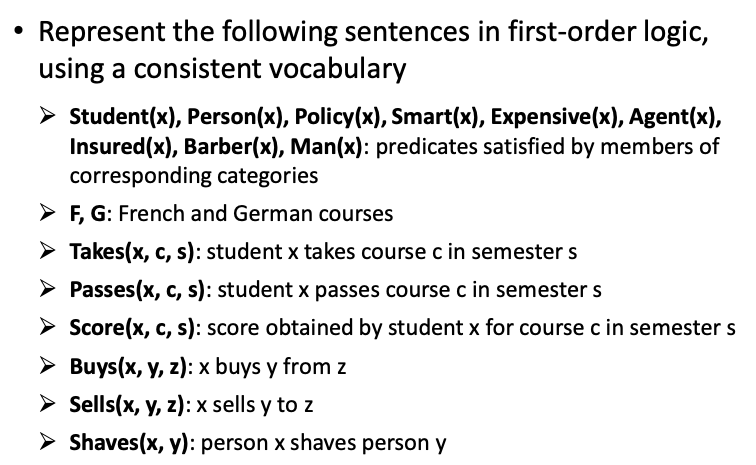 • Represent the following sentences in first-order logic,
using a consistent vocabulary
➢ Student(x), Person(x), Policy(x), Smart(x), Expensive(x), Agent(x),
Insured(x), Barber(x), Man(x): predicates satisfied by members of
corresponding categories
➢ F, G: French and German courses
➢ Takes(x, c, s): student x takes course c in semester s
➢ Passes(x, c, s): student x passes course c in semester s
➢ Score(x, c, s): score obtained by student x for course c in semester s
➢ Buys(x, y, z): x buys y from z
➢ Sells(x, y, z): x sells y to z
➢ Shaves(x, y): person x shaves person y